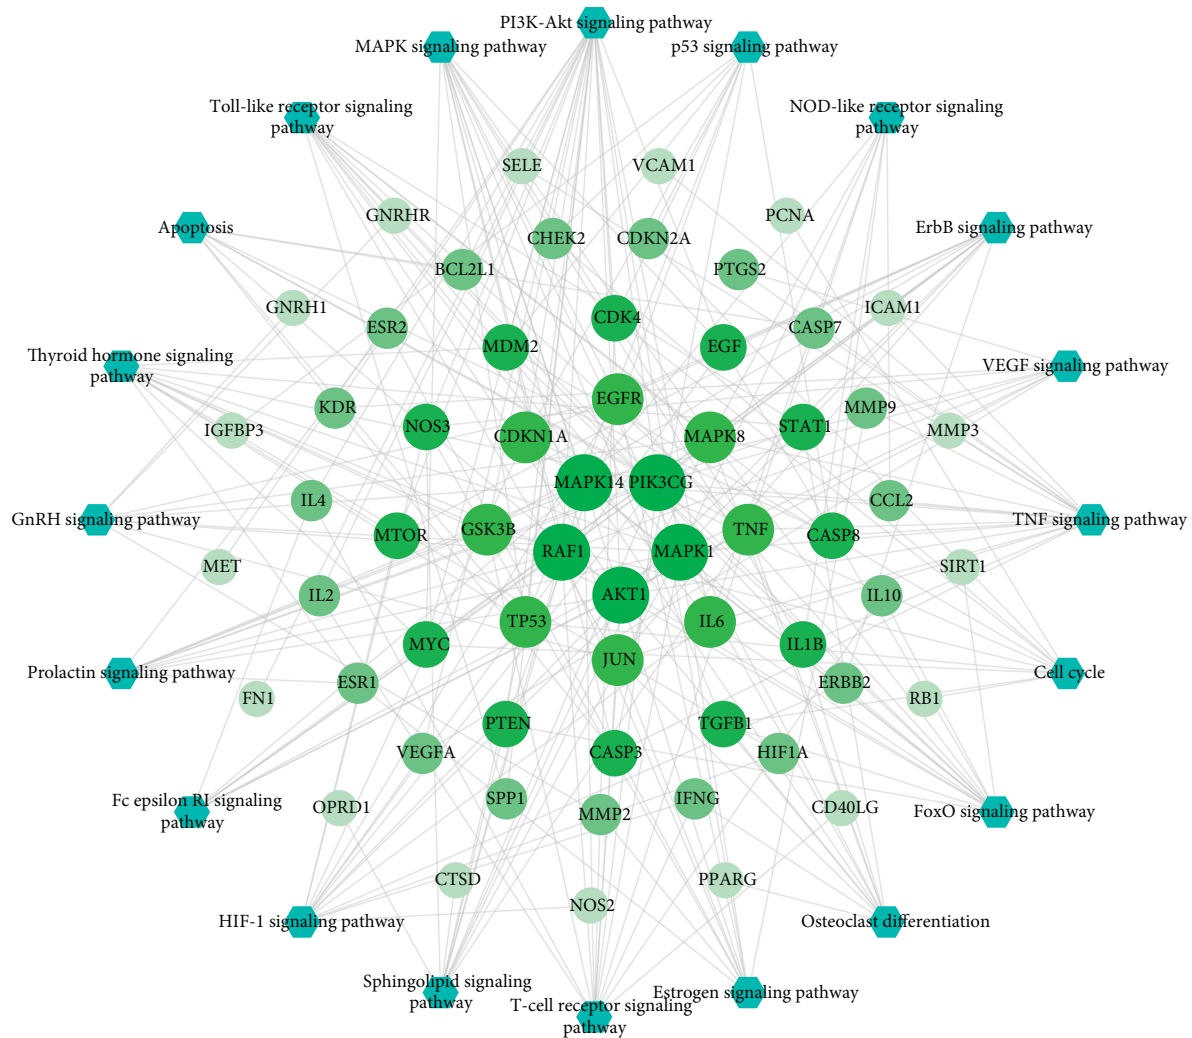 PI3K-Akt signaling pathway
MAPK signaling pathway
p53 signaling pathway
Toll-like receptor signaling
pathway
NOD-like receptor signaling
pathway
SELE
VCAM1
GNRHR
PCNA
Apoptosis
CHEK2
CDKN2A
ErbB signaling pathway
BCL2L1
PTGS2
GNRH1
ICAM1
ESR2
CDK4
CASP7
MDM2
EGF
Thyroid hormone signaling
pathway
VEGF signaling pathway
EGFR
KDR
MMP9
IGFBP3
NOS3
CDKN1A
MAPK8
STAT1
MMP3
MAPK14
PIK3CG
IL4
CCL2
GnRH signaling pathway
TNF signaling pathway
MTOR
GSK3B
TNF
CASP8
RAF1
MAPK1
MET
SIRT1
IL2
AKT1
IL10
TP53
IL6
MYC
JUN
IL1B
Prolactin signaling pathway
Cell cycle
ESR1
ERBB2
FN1
RB1
PTEN
TGFB1
VEGFA
CASP3
HIF1A
Fc epsilon RI signaling
pathway
OPRD1
SPP1
MMP2
IFNG
CD40LG
FoxO signaling pathway
CTSD
PPARG
NOS2
HIF-1 signaling pathway
Osteoclast differentiation
Sphingolipid signaling
pathway
T-cell receptor signaling
pathway
Estrogen signaling pathway